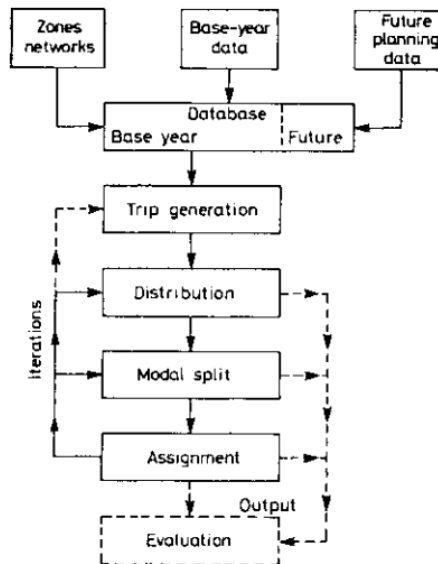 Zones
networks
Base-year
data
Future
planning
data
Database
Base year
Future
Trip generation
Distribution
Iterations
Modal split
Assignment
Output
Evaluation